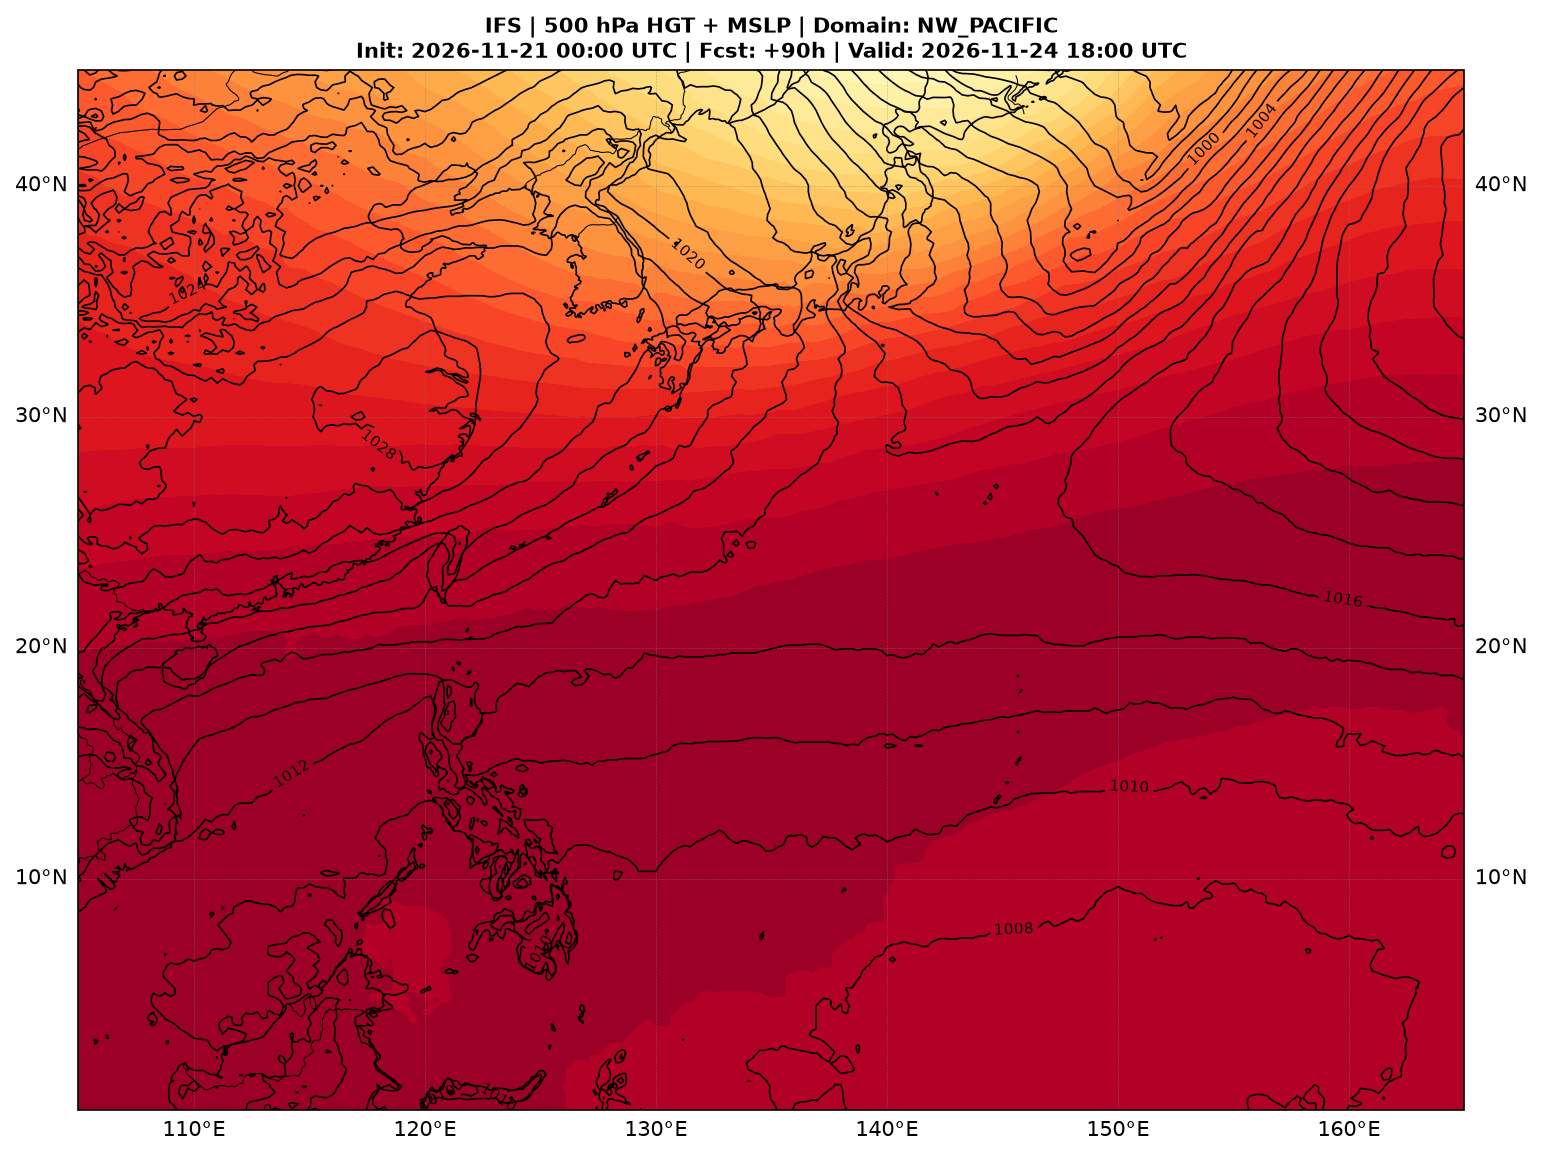 IFS | 500 hPa HGT + MSLP | Domain: NW_PACIFIC
Init: 2026-11-21 00:00 UTC | Fcst: +90h | Valid: 2026-11-24 18:00 UTC
1000
1004
40°N
40°N
1020
1024
30°N
30°N
1028
1016
20°N
20°N
1012
1010
10°N
10°N
1008
110°E
120°E
130°E
140°E
150°E
160°E